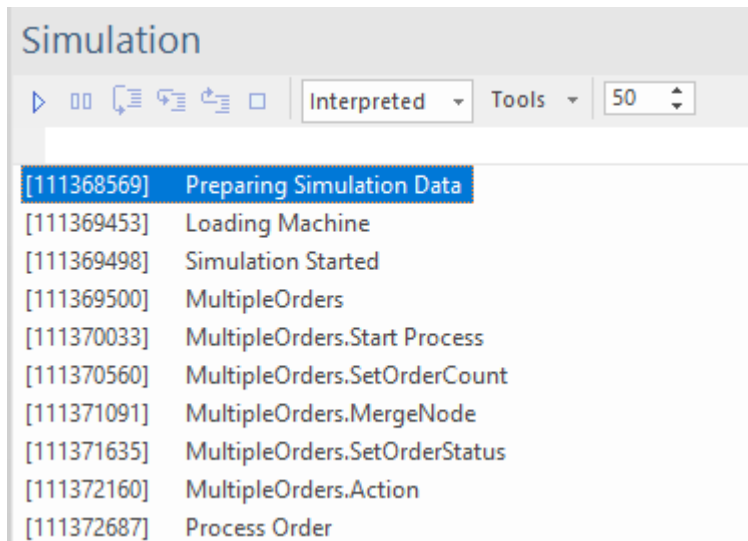 Simulation
Interpreted Tools 50
[111368569] Preparing Simulation Data
[111369453] Loading Machine
[111369498] Simulation Started
[111369500] MultipleOrders
[111370033] MultipleOrders.Start Process
[111370560] MultipleOrders.SetOrderCount
[111371091] MultipleOrders.MergeNode
[111371635] MultipleOrders.SetOrderStatus
[111372160] MultipleOrders.Action
[111372687] Process Order